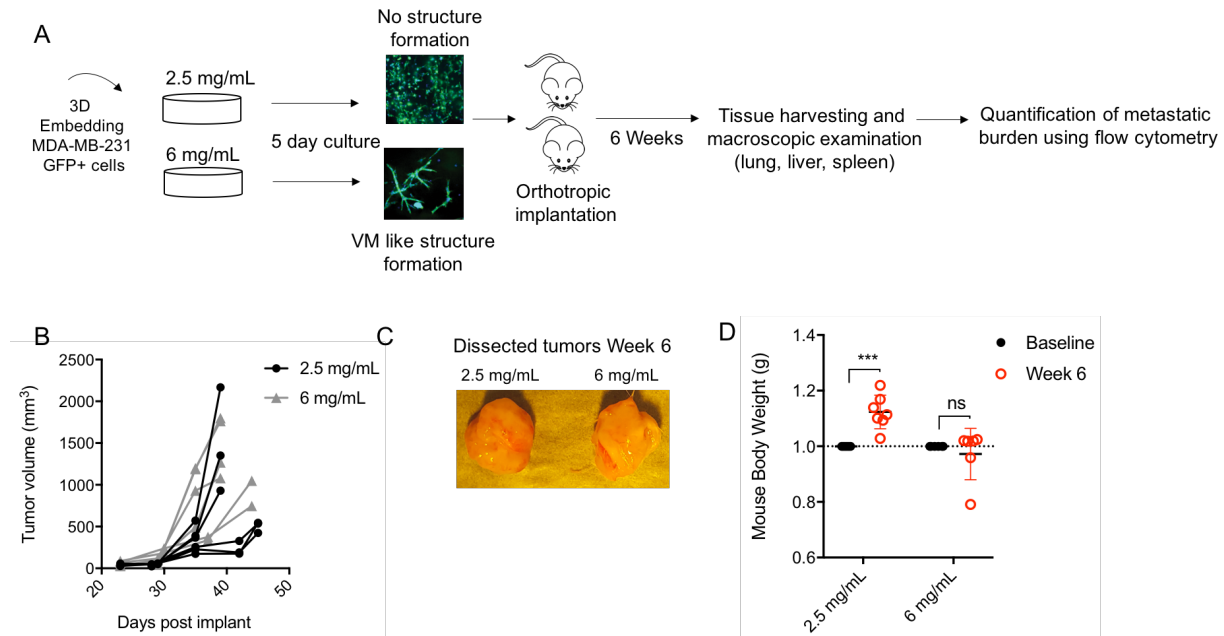 A
3D
Embedding
MDA-MB-231
GFP+ cells
2.5 mg/mL
6 mg/mL
5 day culture
No structure
formation
VM like structure
formation
Orthotropic
implantation
6 Weeks
Tissue harvesting and
macroscopic examination
(lung, liver, spleen)
Quantification of metastatic
burden using flow cytometry
B
Tumor volume (mm3)
2500
2000
1500
1000
500
0
20
30
40
50
Days post implant
2.5 mg/mL
6 mg/mL
C
Dissected tumors Week 6
2.5 mg/mL
6 mg/mL
D
Mouse Body Weight (g)
1.4
1.2
1.0
0.8
0.6
***
ns
2.5 mg/mL
6 mg/mL
Baseline
Week 6